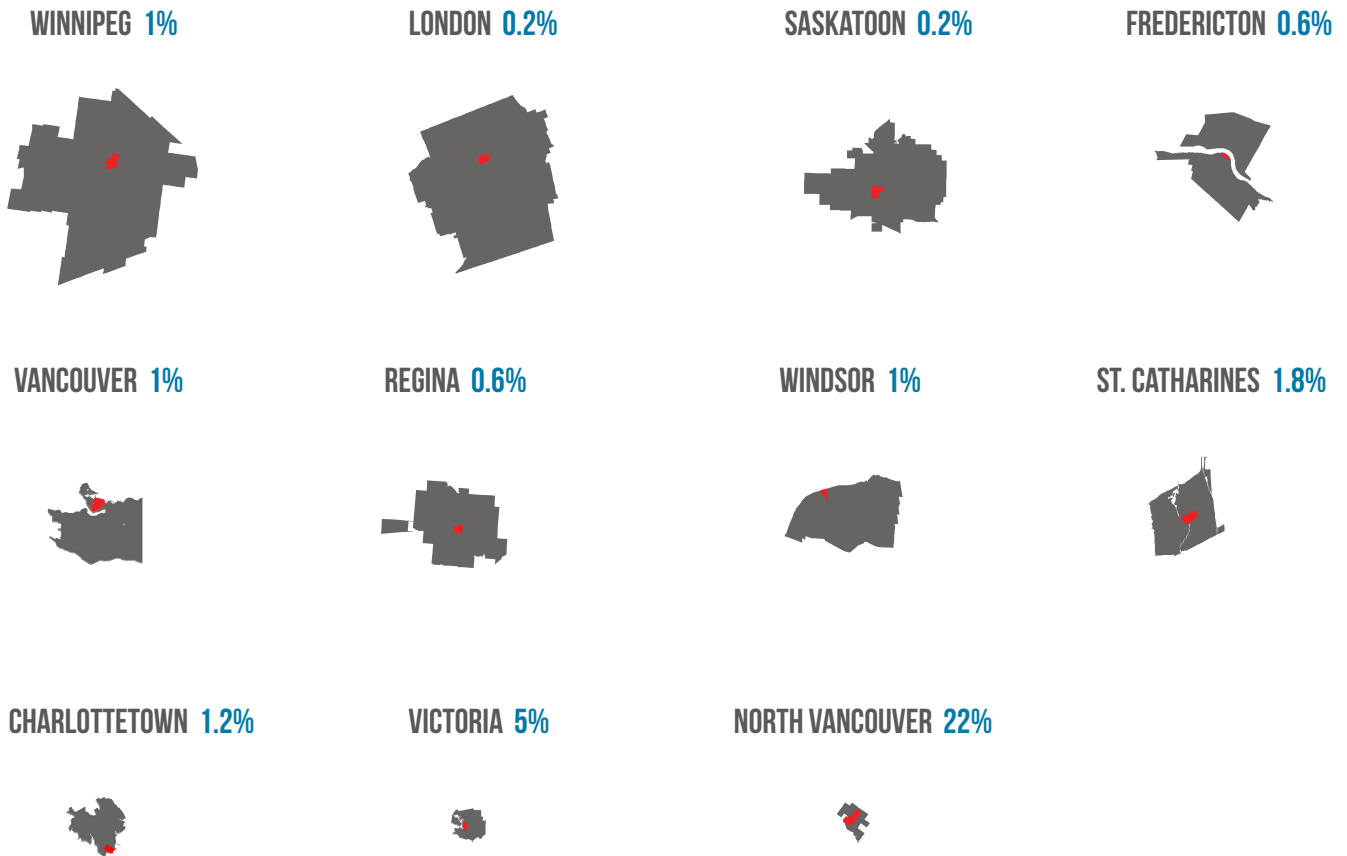 WINNIPEG 1%
LONDON 0.2%
SASKATOON 0.2%
FREDERICTON 0.6%
VANCOUVER 1%
REGINA 0.6%
WINDSOR 1%
ST. CATHARINES 1.8%
CHARLOTTETOWN 1.2%
VICTORIA 5%
NORTH VANCOUVER 22%